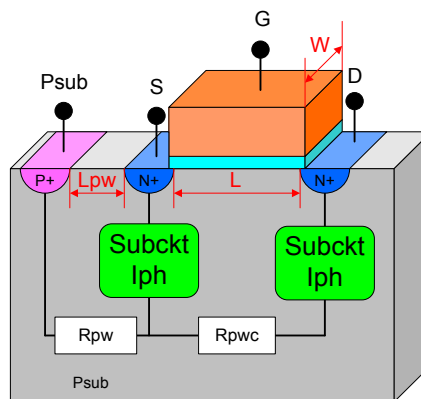 G
W
Psub
S
D
P+
Lpw
N+
L
N+
Subckt
Iph
Subckt
Iph
Rpw
Rpwc
Psub